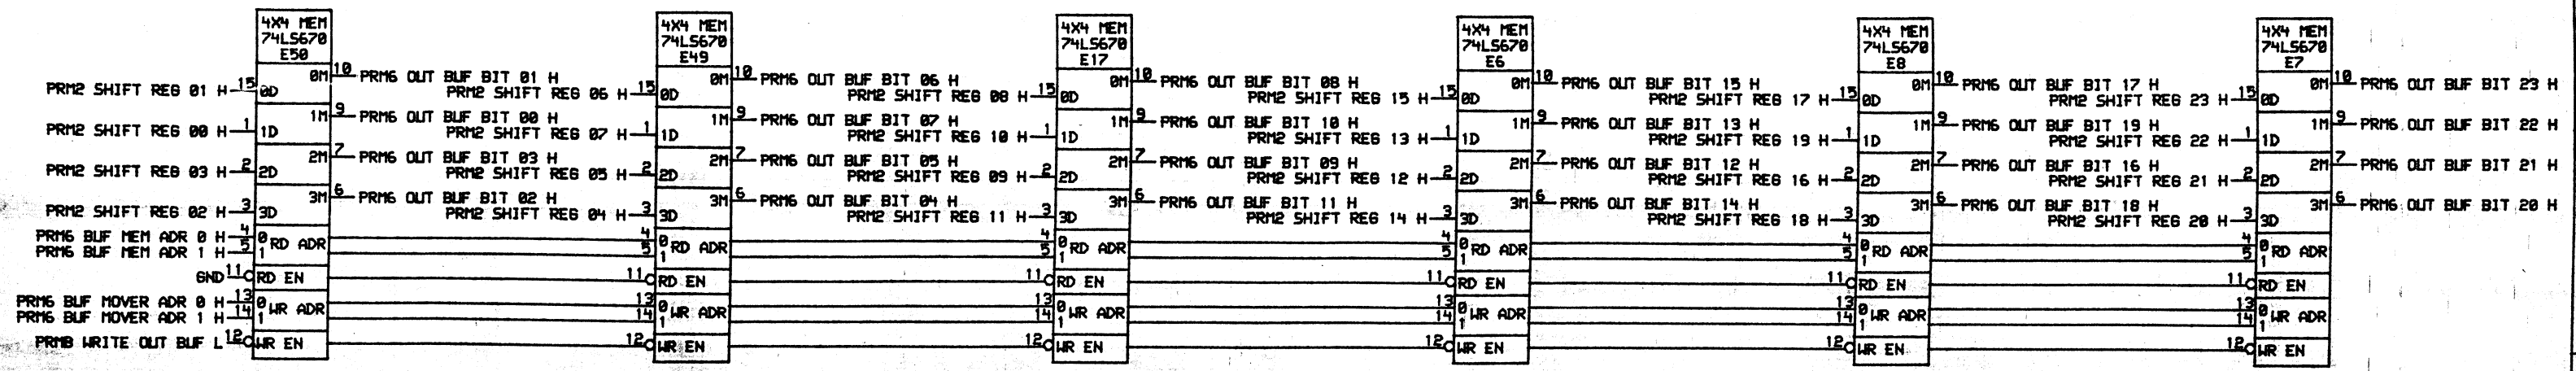 4X4 MEM
74LS670
E50
PRM2 SHIFT REG 01 H 15 0D
0M 10 PRM6 OUT BUF BIT 01 H
PRM2 SHIFT REG 00 H 1 1D
1M 9 PRM6 OUT BUF BIT 00 H
PRM2 SHIFT REG 03 H 2 2D
2M 7 PRM6 OUT BUF BIT 03 H
PRM2 SHIFT REG 02 H 3 3D
3M 6 PRM6 OUT BUF BIT 02 H
PRM6 BUF MEM ADR 0 H 4 0 RD ADR
PRM6 BUF MEM ADR 1 H 5 1
GND 11 RD EN
PRM6 BUF MOVER ADR 0 H 13 0 WR ADR
PRM6 BUF MOVER ADR 1 H 14 1
PRM8 WRITE OUT BUF L 12 WR EN
4X4 MEM
74LS670
E49
PRM2 SHIFT REG 06 H 15 0D
0M 10 PRM6 OUT BUF BIT 06 H
PRM2 SHIFT REG 07 H 1 1D
1M 9 PRM6 OUT BUF BIT 07 H
PRM2 SHIFT REG 05 H 2 2D
2M 7 PRM6 OUT BUF BIT 05 H
PRM2 SHIFT REG 04 H 3 3D
3M 6 PRM6 OUT BUF BIT 04 H
4 0 RD ADR
5 1
11 RD EN
13 0 WR ADR
14 1
12 WR EN
4X4 MEM
74LS670
E17
PRM2 SHIFT REG 08 H 15 0D
0M 10 PRM6 OUT BUF BIT 08 H
PRM2 SHIFT REG 10 H 1 1D
1M 9 PRM6 OUT BUF BIT 10 H
PRM2 SHIFT REG 09 H 2 2D
2M 7 PRM6 OUT BUF BIT 09 H
PRM2 SHIFT REG 11 H 3 3D
3M 6 PRM6 OUT BUF BIT 11 H
4 0 RD ADR
5 1
11 RD EN
13 0 WR ADR
14 1
12 WR EN
4X4 MEM
74LS670
E6
PRM2 SHIFT REG 15 H 15 0D
0M 10 PRM6 OUT BUF BIT 15 H
PRM2 SHIFT REG 13 H 1 1D
1M 9 PRM6 OUT BUF BIT 13 H
PRM2 SHIFT REG 12 H 2 2D
2M 7 PRM6 OUT BUF BIT 12 H
PRM2 SHIFT REG 14 H 3 3D
3M 6 PRM6 OUT BUF BIT 14 H
4 0 RD ADR
5 1
11 RD EN
13 0 WR ADR
14 1
12 WR EN
4X4 MEM
74LS670
E8
PRM2 SHIFT REG 17 H 15 0D
0M 10 PRM6 OUT BUF BIT 17 H
PRM2 SHIFT REG 19 H 1 1D
1M 9 PRM6 OUT BUF BIT 19 H
PRM2 SHIFT REG 16 H 2 2D
2M 7 PRM6 OUT BUF BIT 16 H
PRM2 SHIFT REG 18 H 3 3D
3M 6 PRM6 OUT BUF BIT 18 H
4 0 RD ADR
5 1
11 RD EN
13 0 WR ADR
14 1
12 WR EN
4X4 MEM
74LS670
E7
PRM2 SHIFT REG 23 H 15 0D
0M 10 PRM6 OUT BUF BIT 23 H
PRM2 SHIFT REG 22 H 1 1D
1M 9 PRM6 OUT BUF BIT 22 H
PRM2 SHIFT REG 21 H 2 2D
2M 7 PRM6 OUT BUF BIT 21 H
PRM2 SHIFT REG 20 H 3 3D
3M 6 PRM6 OUT BUF BIT 20 H
4 0 RD ADR
5 1
11 RD EN
13 0 WR ADR
14 1
12 WR EN